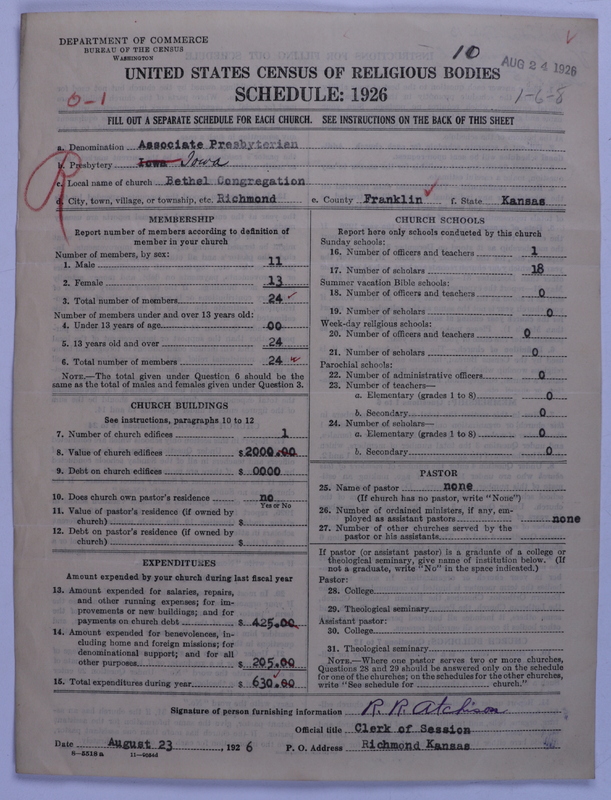 DEPARTMENT OF COMMERCE
BUREAU OF THE CENSUS
WASHINGTON
10
AUG 24 1926
UNITED STATES CENSUS OF RELIGIOUS BODIES
0-1
SCHEDULE: 1926
1-6-8
FILL OUT A SEPARATE SCHEDULE FOR EACH CHURCH. SEE INSTRUCTIONS ON THE BACK OF THIS SHEET
R
a. Denomination Associate Presbyterian
b. Presbytery Iowa Iowa
c. Local name of church Bethel Congregation
d. City, town, village, or township, etc. Richmond e. County Franklin f. State Kansas
MEMBERSHIP
Report number of members according to definition of
member in your church
Number of members, by sex:
1. Male 11
2. Female 13
3. Total number of members 24
Number of members under and over 13 years old:
4. Under 13 years of age 00
5. 13 years old and over 24
6. Total number of members 24
NOTE.—The total given under Question 6 should be the
same as the total of males and females given under Question 3.
CHURCH BUILDINGS
See instructions, paragraphs 10 to 12
7. Number of church edifices 1
8. Value of church edifices $2000.00
9. Debt on church edifices $ 0000
10. Does church own pastor's residence no
Yes or No
11. Value of pastor's residence (if owned by
church) $
12. Debt on pastor's residence (if owned by
church) $
EXPENDITURES
Amount expended by your church during last fiscal year
13. Amount expended for salaries, repairs,
and other running expenses; for im-
provements or new buildings; and for
payments on church debt $ 425.00
14. Amount expended for benevolences, in-
cluding home and foreign missions; for
denominational support; and for all
other purposes $ 205.00
15. Total expenditures during year $ 630.00
CHURCH SCHOOLS
Report here only schools conducted by this church
Sunday schools:
16. Number of officers and teachers 1
17. Number of scholars 18
Summer vacation Bible schools:
18. Number of officers and teachers 0
19. Number of scholars 0
Week-day religious schools:
20. Number of officers and teachers 0
21. Number of scholars 0
Parochial schools:
22. Number of administrative officers 0
23. Number of teachers—
a. Elementary (grades 1 to 8) 0
b. Secondary 0
24. Number of scholars—
a. Elementary (grades 1 to 8) 0
b. Secondary 0
PASTOR
25. Name of pastor none
(If church has no pastor, write "None")
26. Number of ordained ministers, if any, em-
ployed as assistant pastors none
27. Number of other churches served by the
pastor or his assistants
If pastor (or assistant pastor) is a graduate of a college or
theological seminary, give name of institution below. (If
not a graduate, write "No" in the space indicated.)
Pastor:
28. College
29. Theological seminary
Assistant pastor:
30. College
31. Theological seminary
NOTE.—Where one pastor serves two or more churches,
Questions 28 and 29 should be answered only on the schedule
for one of the churches; on the schedules for the other churches,
write "See schedule for church."
Signature of person furnishing information R. R. Atchison
Official title Clerk of Session
Date August 23, 1926 P. O. Address Richmond Kansas
8-5518a